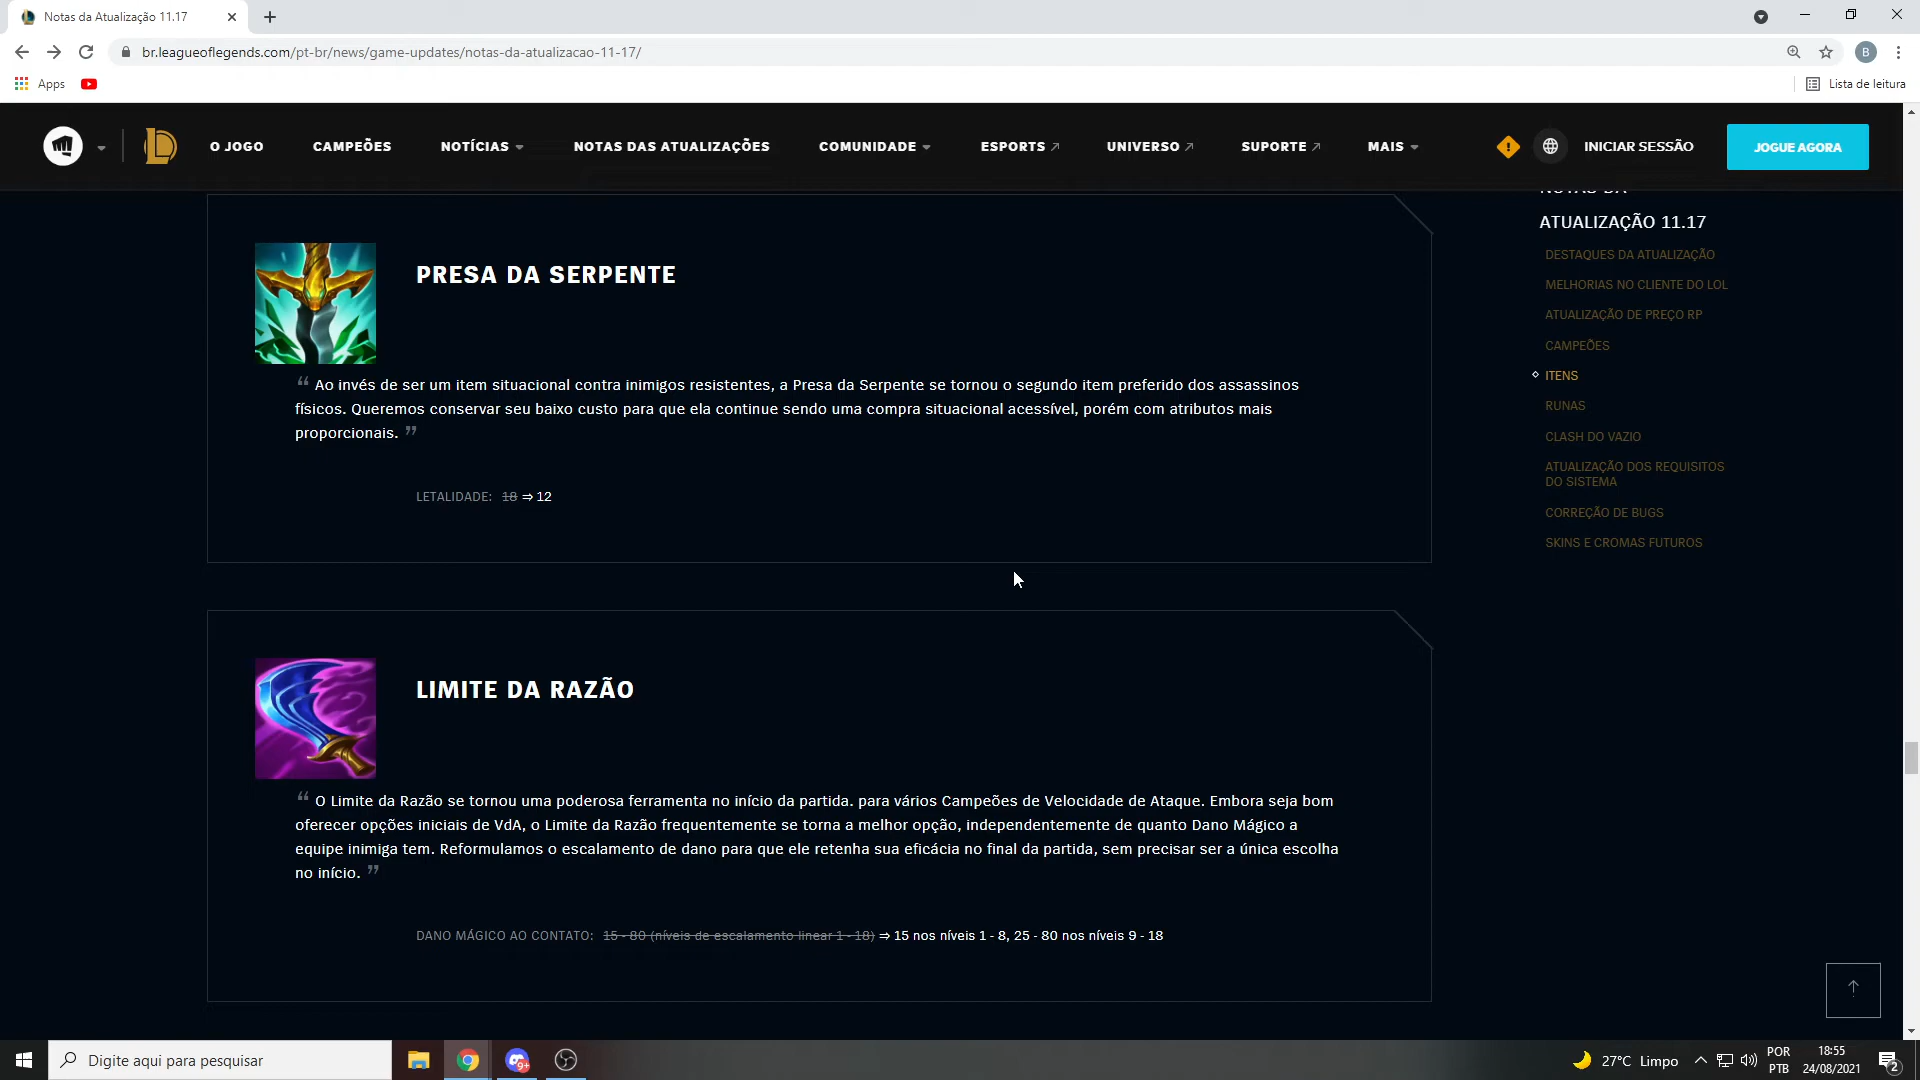 Notas da Atualização 11.17
br.leagueoflegends.com/pt-br/news/game-updates/notas-da-atualizacao-11-17/
B
Apps
Lista de leitura
O JOGO CAMPEÕES NOTÍCIAS NOTAS DAS ATUALIZAÇÕES COMUNIDADE ESPORTS UNIVERSO SUPORTE MAIS INICIAR SESSÃO JOGUE AGORA
NOTAS DA
ATUALIZAÇÃO 11.17
DESTAQUES DA ATUALIZAÇÃO
MELHORIAS NO CLIENTE DO LOL
ATUALIZAÇÃO DE PREÇO RP
CAMPEÕES
ITENS
RUNAS
CLASH DO VAZIO
ATUALIZAÇÃO DOS REQUISITOS
DO SISTEMA
CORREÇÃO DE BUGS
SKINS E CROMAS FUTUROS
PRESA DA SERPENTE
“ Ao invés de ser um item situacional contra inimigos resistentes, a Presa da Serpente se tornou o segundo item preferido dos assassinos
físicos. Queremos conservar seu baixo custo para que ela continue sendo uma compra situacional acessível, porém com atributos mais
proporcionais. ”
LETALIDADE: 18 ⇒ 12
LIMITE DA RAZÃO
“ O Limite da Razão se tornou uma poderosa ferramenta no início da partida. para vários Campeões de Velocidade de Ataque. Embora seja bom
oferecer opções iniciais de VdA, o Limite da Razão frequentemente se torna a melhor opção, independentemente de quanto Dano Mágico a
equipe inimiga tem. Reformulamos o escalamento de dano para que ele retenha sua eficácia no final da partida, sem precisar ser a única escolha
no início. ”
DANO MÁGICO AO CONTATO: 15 - 80 (níveis de escalamento linear 1 - 18) ⇒ 15 nos níveis 1 - 8, 25 - 80 nos níveis 9 - 18
Digite aqui para pesquisar
9+
27°C Limpo
POR
PTB
18:55
24/08/2021
2